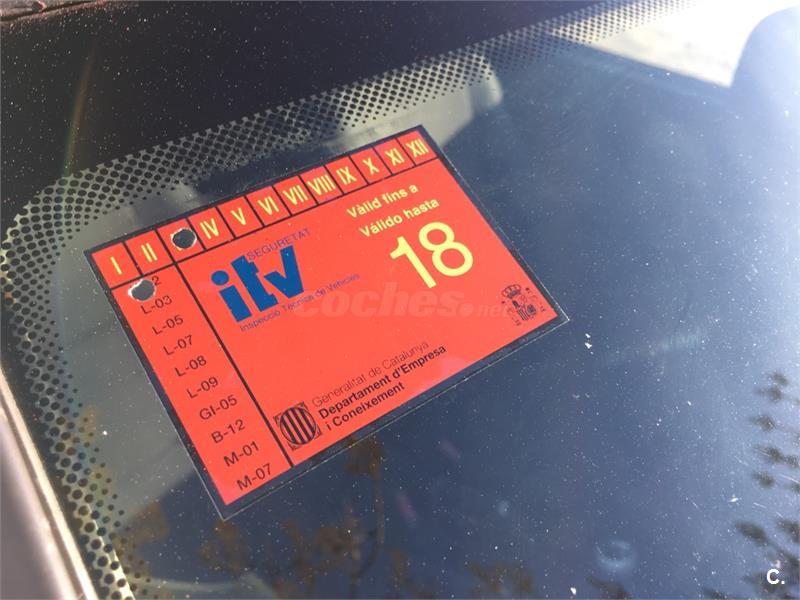 I II IV V VI VII VIII IX X XI XII
2
L-03
L-05
L-07
L-08
L-09
GI-05
B-12
M-01
M-07
SEGURETAT
itv
Inspecció Tècnica de Vehicles
Vàlid fins a
Válido hasta
18
coches.net
Generalitat de Catalunya
Departament d'Empresa
i Coneixement
C.